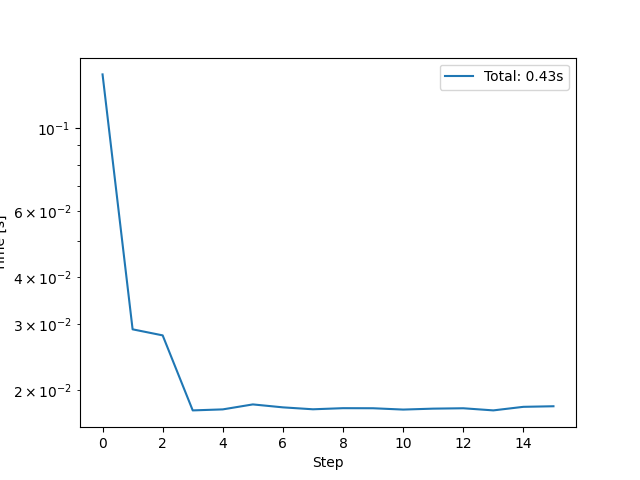 Total: 0.43s
10⁻¹
6 × 10⁻²
4 × 10⁻²
3 × 10⁻²
2 × 10⁻²
[s]
0 2 4 6 8 10 12 14
Step